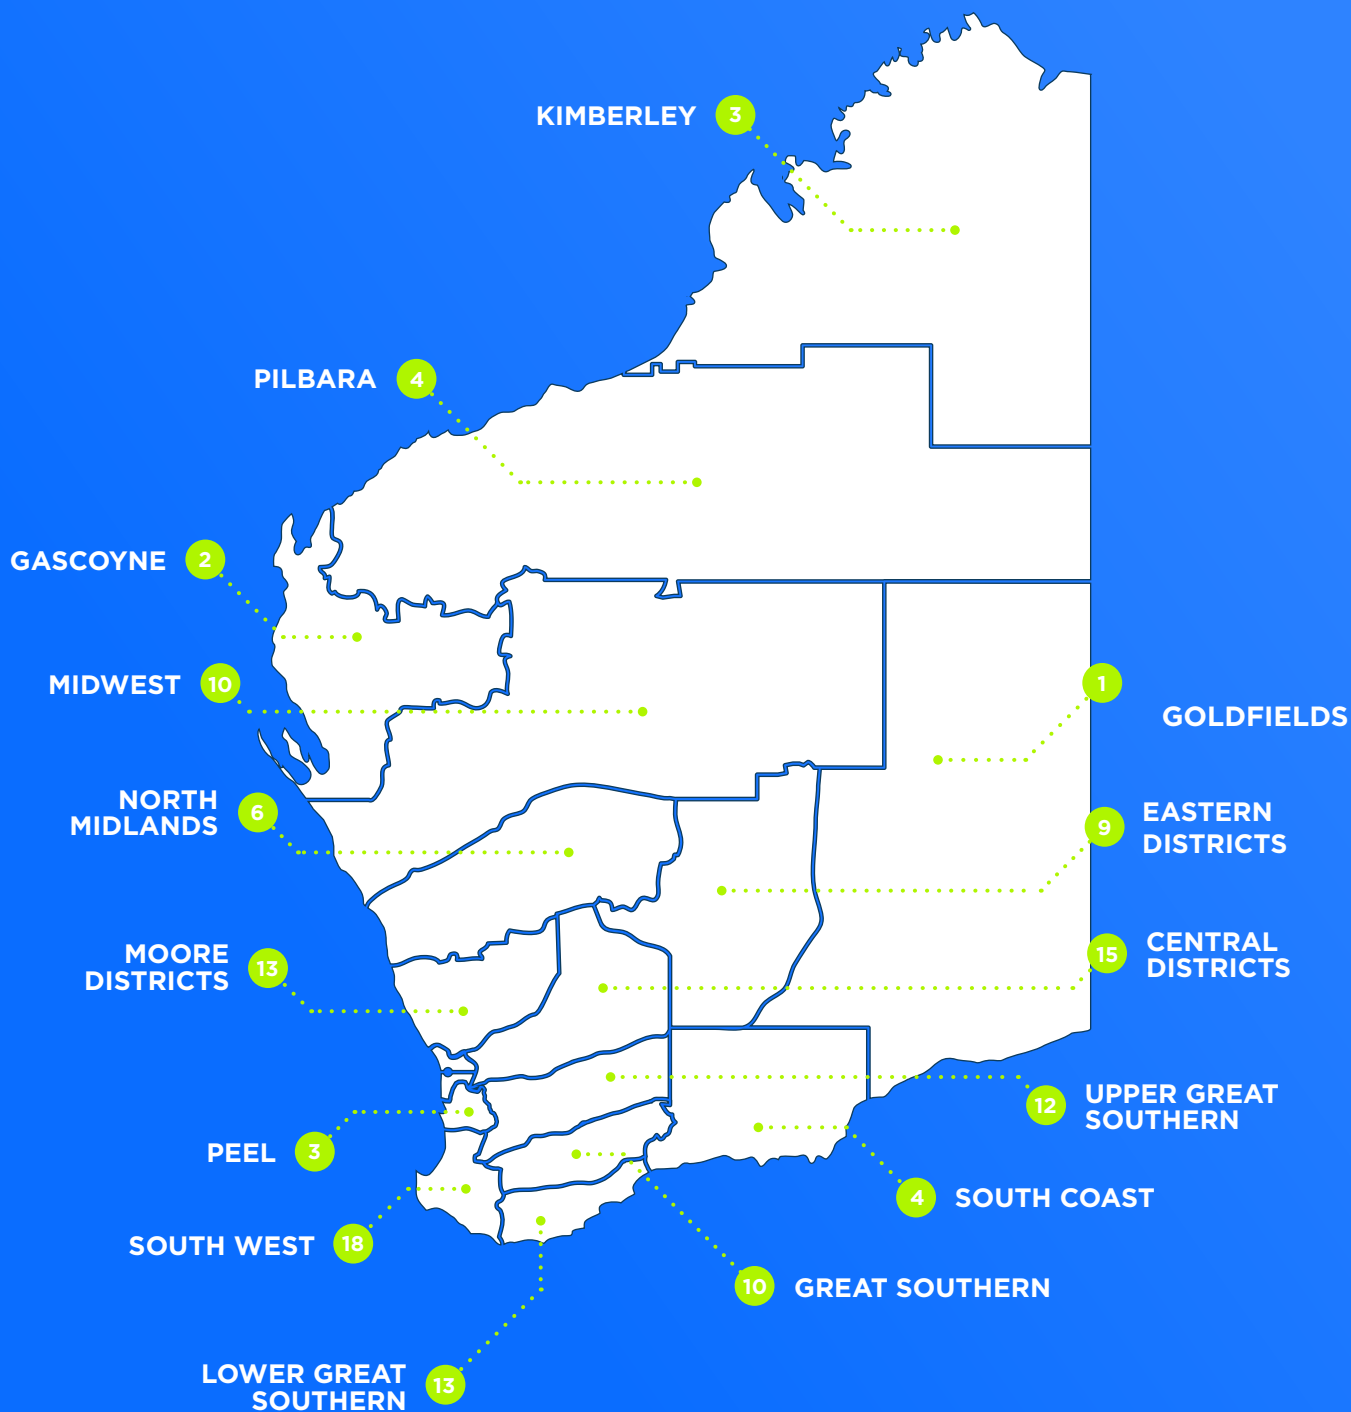 KIMBERLEY 3
PILBARA 4
GASCOYNE 2
MIDWEST 10
1
GOLDFIELDS
NORTH
MIDLANDS
6
EASTERN
DISTRICTS
9
MOORE
DISTRICTS
13
CENTRAL
DISTRICTS
15
UPPER GREAT
SOUTHERN
12
PEEL 3
4 SOUTH COAST
SOUTH WEST 18
10 GREAT SOUTHERN
LOWER GREAT
SOUTHERN
13